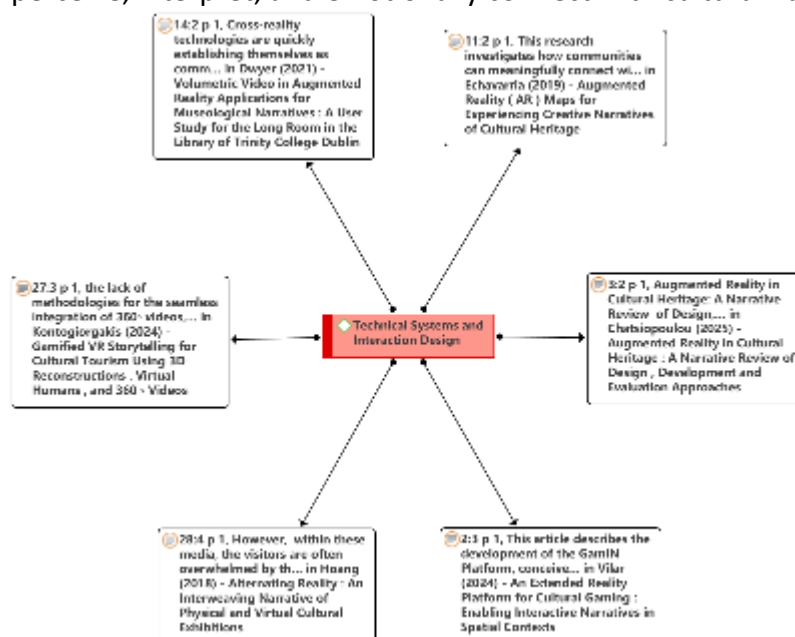 14:2 p 1, Cross-reality
technologies are quickly
establishing themselves as
comm... in Dwyer (2021) -
Volumetric Video in Augmented
Reality Applications for
Museological Narratives : A User
Study for the Long Room in the
Library of Trinity College Dublin
11:2 p 1, This research
investigates how communities
can meaningfully connect wi... in
Echavarria (2019) - Augmented
Reality ( AR ) Maps for
Experiencing Creative Narratives
of Cultural Heritage
27:3 p 1, the lack of
methodologies for the seamless
integration of 360◦ videos,... in
Kontogiorgakis (2024) -
Gamified VR Storytelling for
Cultural Tourism Using 3D
Reconstructions , Virtual
Humans , and 360 ◦ Videos
Technical Systems and
Interaction Design
3:2 p 1, Augmented Reality in
Cultural Heritage: A Narrative
Review of Design,... in
Chatsiopoulou (2025) -
Augmented Reality in Cultural
Heritage : A Narrative Review of
Design , Development and
Evaluation Approaches
28:4 p 1, However, within these
media, the visitors are often
overwhelmed by th... in Hoang
(2018) - Alternating Reality : An
Interweaving Narrative of
Physical and Virtual Cultural
Exhibitions
2:3 p 1, This article describes the
development of the GamIN
Platform, conceive... in Vilar
(2024) - An Extended Reality
Platform for Cultural Gaming :
Enabling Interactive Narratives in
Spatial Contexts